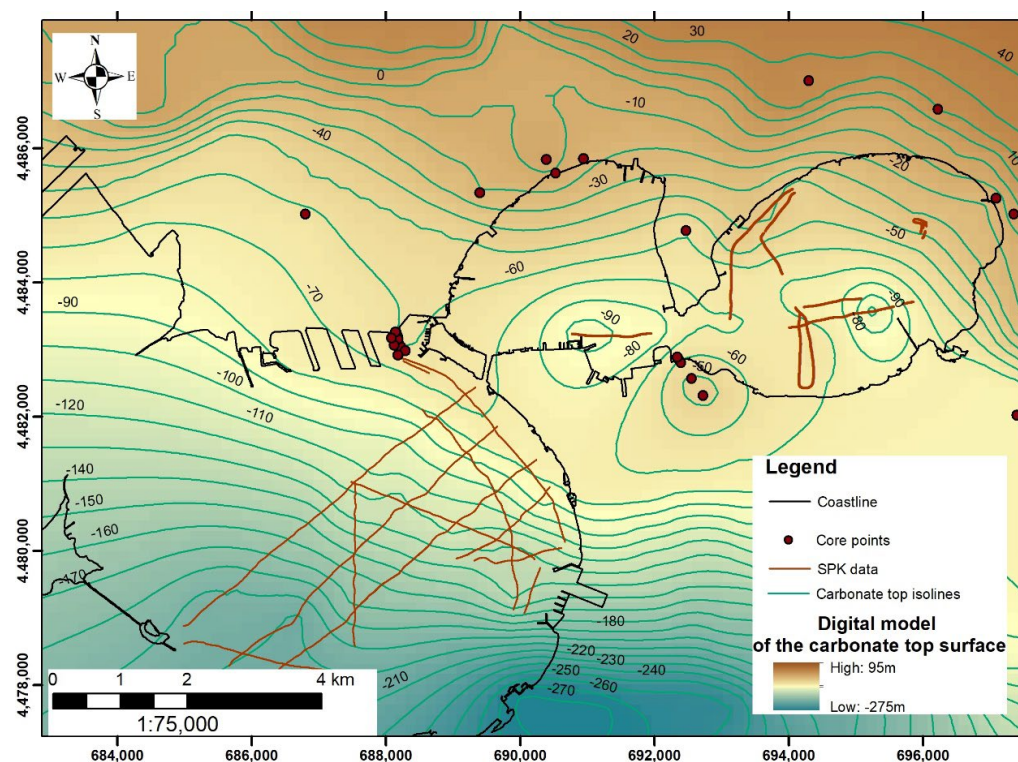 N
W E
S
20
30
40
0
-10
-40
10
-20
-30
-50
-60
-70
-90
-90
-90
-80
-80
-60
-50
-100
-110
-120
-140
-150
-160
-170
-180
-210
-220
-230
-240
-250
-260
-270
4,486,000
4,484,000
4,482,000
4,480,000
4,478,000
Legend
Coastline
Core points
SPK data
Carbonate top isolines
Digital model
of the carbonate top surface
High: 95m
Low: -275m
0 1 2 4 km
1:75,000
684,000 686,000 688,000 690,000 692,000 694,000 696,000